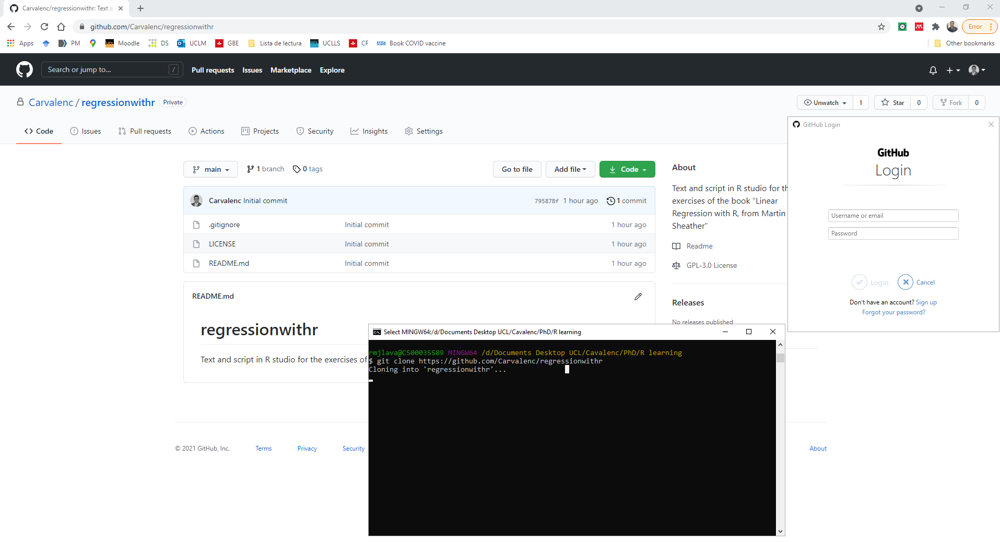 Carvalenc/regressionwithr: Text a
github.com/Carvalenc/regressionwithr
Error
Apps PM Moodle DS UCLM GBE Lista de lectura UCLLS CF NHS Book COVID vaccine Other bookmarks
Search or jump to... / Pull requests Issues Marketplace Explore
Carvalenc / regressionwithr Private
Unwatch 1 Star 0 Fork 0
Code Issues Pull requests Actions Projects Security Insights Settings
main 1 branch 0 tags Go to file Add file Code
Carvalenc Initial commit 795878f 1 hour ago 1 commit
.gitignore Initial commit 1 hour ago
LICENSE Initial commit 1 hour ago
README.md Initial commit 1 hour ago
README.md
regressionwithr
Text and script in R studio for the exercises of
About
Text and script in R studio for th
exercises of the book "Linear
Regression with R, from Martin
Sheather"
Readme
GPL-3.0 License
Releases
No releases published
GitHub Login
GitHub
Login
Username or email
Password
Login Cancel
Don't have an account? Sign up
Forgot your password?
Select MINGW64:/d/Documents Desktop UCL/Cavalenc/PhD/R learning
rmjlava@CS00035589 MINGW64 /d/Documents Desktop UCL/Cavalenc/PhD/R learning
$ git clone https://github.com/Carvalenc/regressionwithr
Cloning into 'regressionwithr'...
© 2021 GitHub, Inc. Terms Privacy Security About